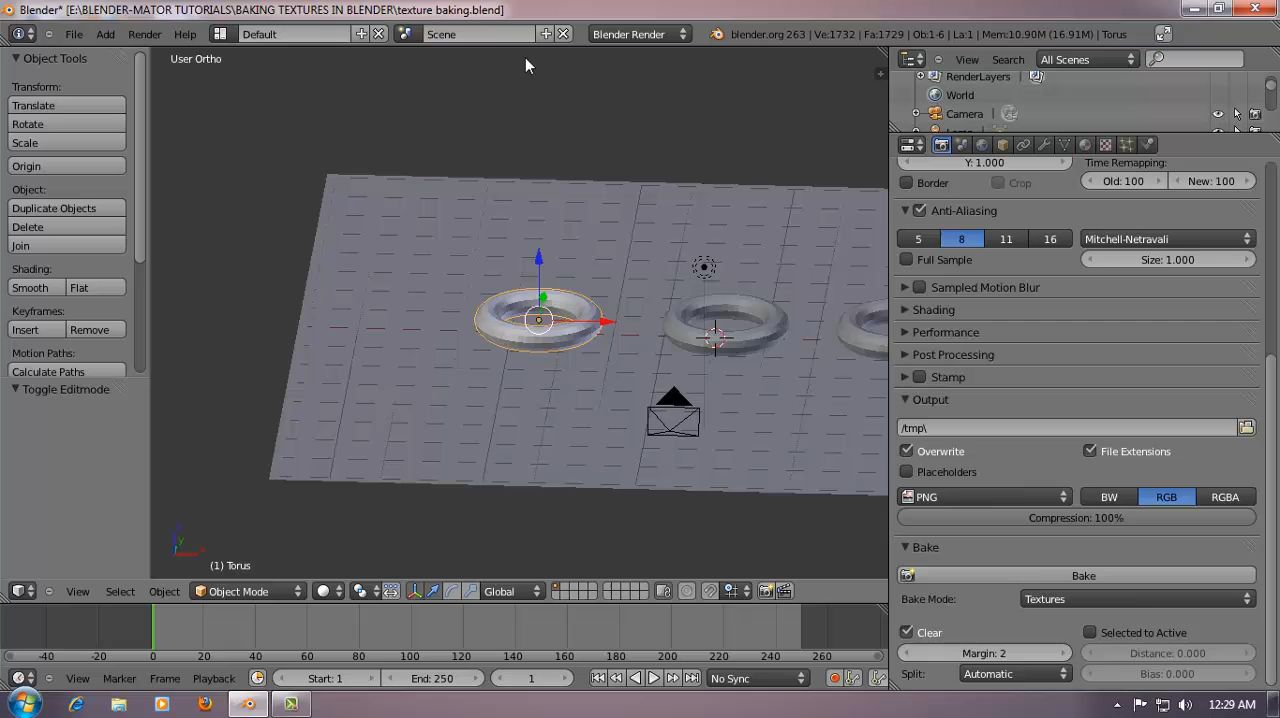 Blender* [E:\BLENDER-MATOR TUTORIALS\BAKING TEXTURES IN BLENDER\texture baking.blend]
File Add Render Help Default Scene Blender Render blender.org 263 | Ve:1732 | Fa:1729 | Ob:1-6 | La:1 | Mem:10.90M (16.91M) | Torus
Object Tools
Transform:
Translate
Rotate
Scale
Origin
Object:
Duplicate Objects
Delete
Join
Shading:
Smooth Flat
Keyframes:
Insert Remove
Motion Paths:
Calculate Paths
Toggle Editmode
User Ortho
(1) Torus
View Select Object Object Mode Global
View Search All Scenes
RenderLayers
World
Camera
Y: 1.000 Time Remapping:
Border Crop Old: 100 New: 100
Anti-Aliasing
5 8 11 16 Mitchell-Netravali
Full Sample Size: 1.000
Sampled Motion Blur
Shading
Performance
Post Processing
Stamp
Output
/tmp\
Overwrite File Extensions
Placeholders
PNG BW RGB RGBA
Compression: 100%
Bake
Bake
Bake Mode: Textures
Clear Selected to Active
Margin: 2 Distance: 0.000
Split: Automatic Bias: 0.000
-40 -20 0 20 40 60 80 100 120 140 160 180 200 220 240 260
View Marker Frame Playback Start: 1 End: 250 1 No Sync
12:29 AM